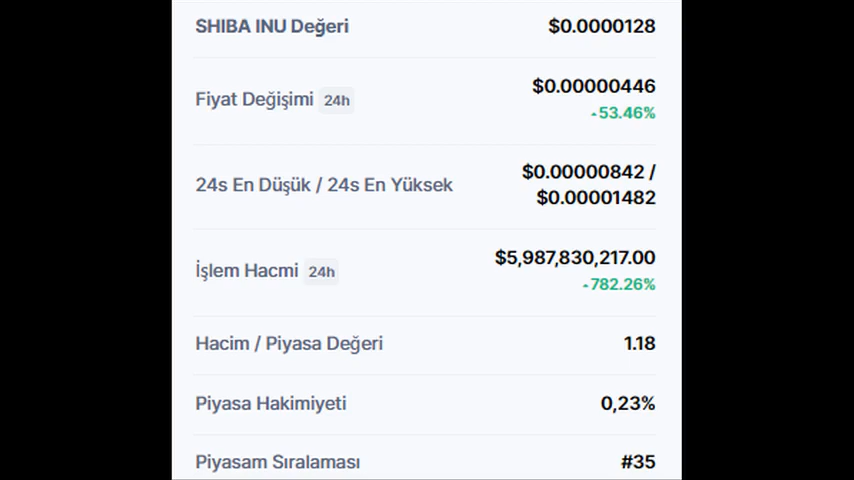 SHIBA INU Değeri $0.0000128
Fiyat Değişimi 24h $0.00000446
53.46%
24s En Düşük / 24s En Yüksek $0.00000842 /
$0.00001482
İşlem Hacmi 24h $5,987,830,217.00
782.26%
Hacim / Piyasa Değeri 1.18
Piyasa Hakimiyeti 0,23%
Piyasam Sıralaması #35